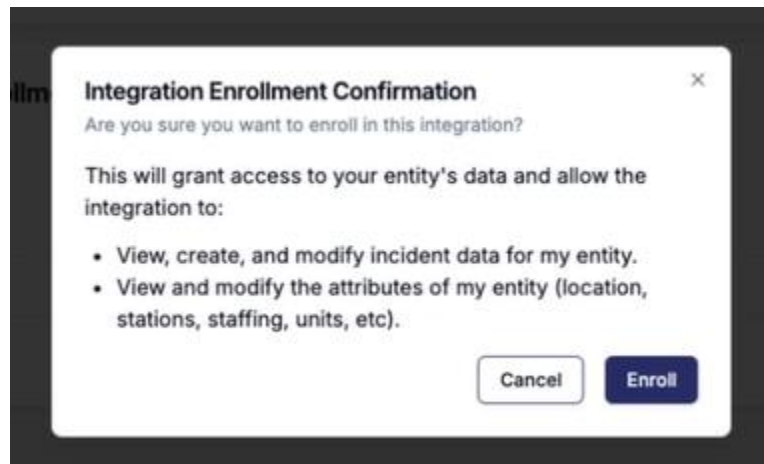 Integration Enrollment Confirmation
Are you sure you want to enroll in this integration?
This will grant access to your entity's data and allow the
integration to:
• View, create, and modify incident data for my entity.
• View and modify the attributes of my entity (location,
stations, staffing, units, etc).
Cancel
Enroll